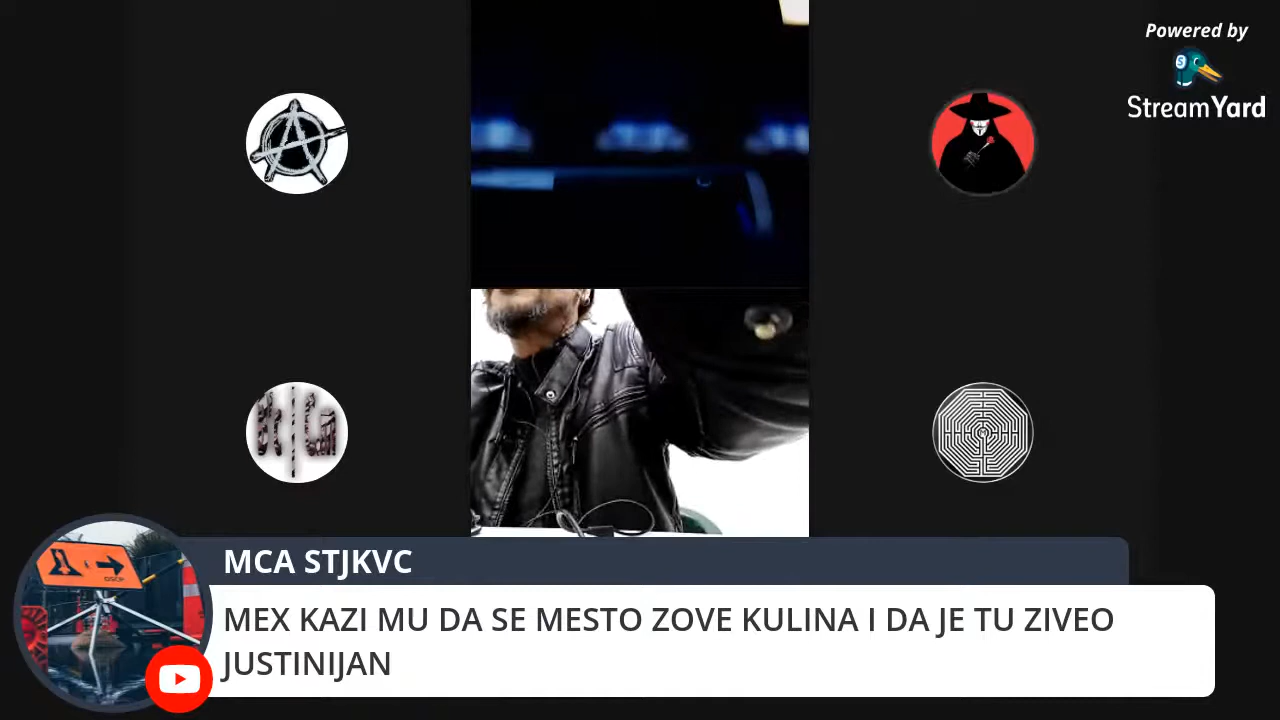 Powered by
StreamYard
MCA STJKVC
MEX KAZI MU DA SE MESTO ZOVE KULINA I DA JE TU ZIVEO
JUSTINIJAN